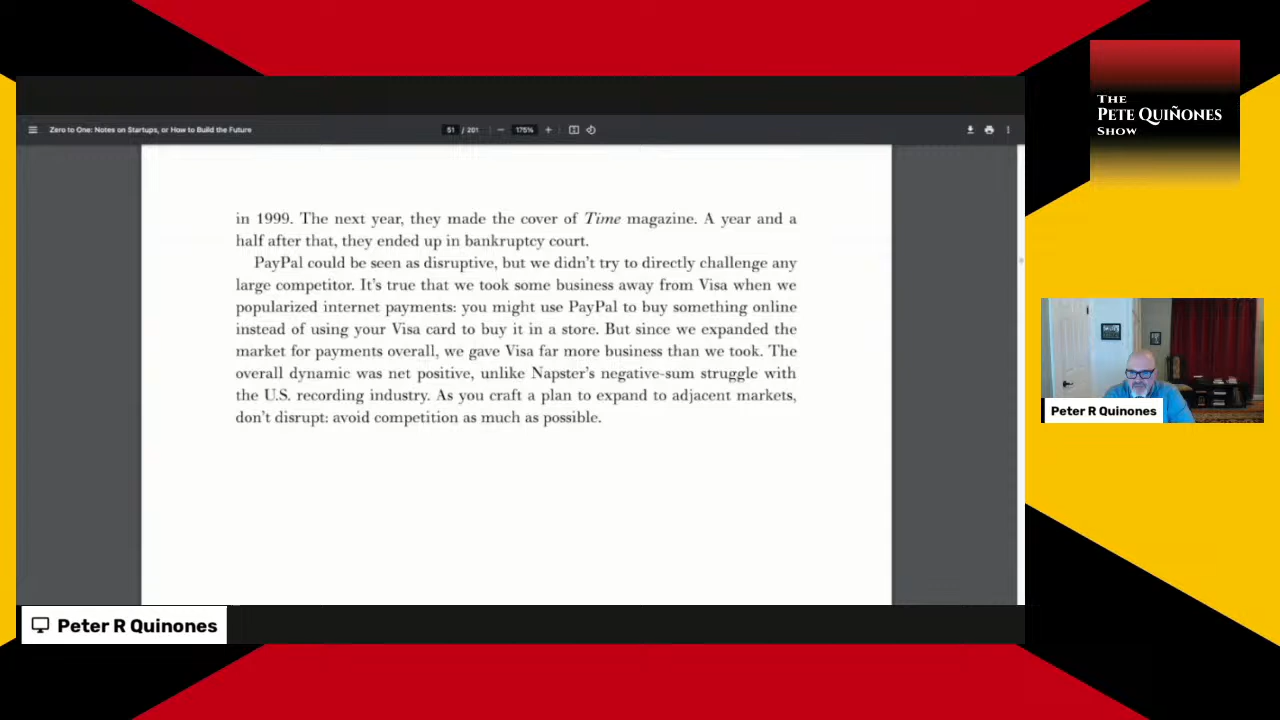 Zero to One: Notes on Startups, or How to Build the Future
51 / 201
175%
in 1999. The next year, they made the cover of Time magazine. A year and a
half after that, they ended up in bankruptcy court.
PayPal could be seen as disruptive, but we didn't try to directly challenge any
large competitor. It's true that we took some business away from Visa when we
popularized internet payments: you might use PayPal to buy something online
instead of using your Visa card to buy it in a store. But since we expanded the
market for payments overall, we gave Visa far more business than we took. The
overall dynamic was net positive, unlike Napster's negative-sum struggle with
the U.S. recording industry. As you craft a plan to expand to adjacent markets,
don't disrupt: avoid competition as much as possible.
Peter R Quinones
THE
PETE QUIÑONES
SHOW
Peter R Quinones